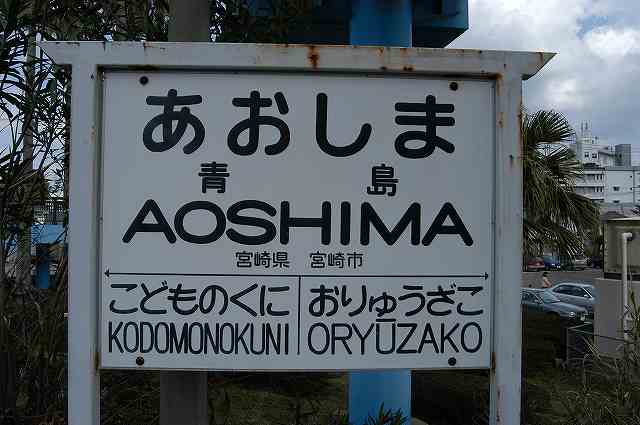 あおしま
青島
AOSHIMA
宮崎県 宮崎市
こどものくに おりゅうざこ
KODOMONOKUNI ORYŪZAKO